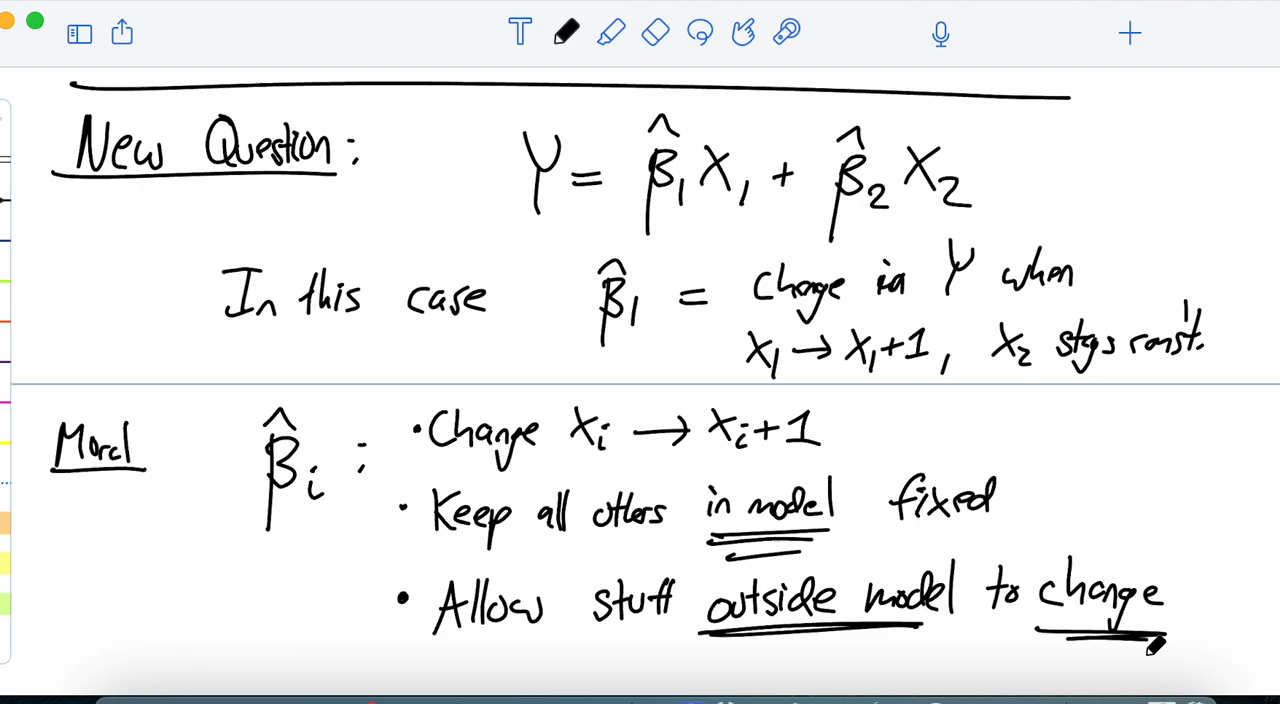 New Question:
Y = β̂₁X₁ + β̂₂X₂
In this case β̂₁ = change in Y when
X₁ → X₁+1, X₂ stays const.
Moral
β̂ᵢ :
• Change Xᵢ → Xᵢ+1
• Keep all others in model fixed
• Allow stuff outside model to change